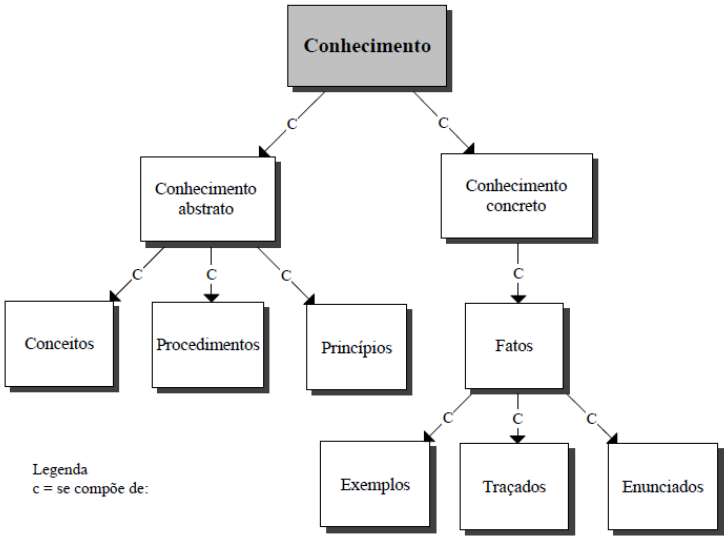 Conhecimento
C
C
Conhecimento
abstrato
Conhecimento
concreto
C
C
C
C
Conceitos
Procedimentos
Princípios
Fatos
C
C
C
Exemplos
Traçados
Enunciados
Legenda
c = se compõe de: